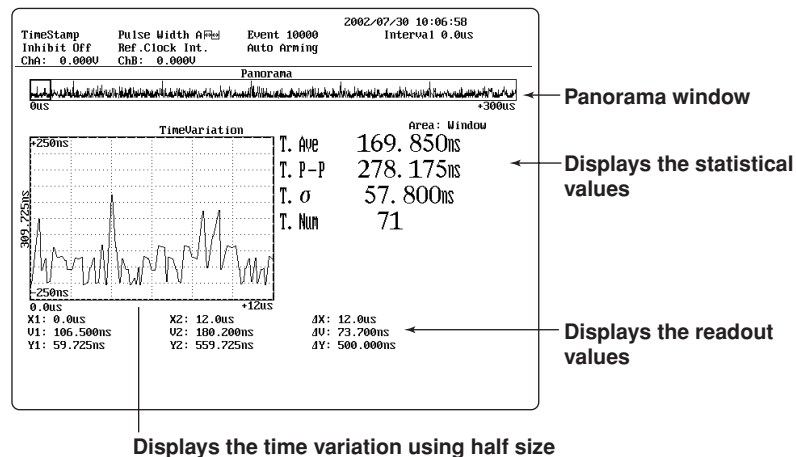 2002/07/30 10:06:58
TimeStamp Pulse Width A Event 10000 Interval 0.0us
Inhibit Off Ref.Clock Int. Auto Arming
ChA: 0.000V ChB: 0.000V
Panorama
0us +300us
Panorama window
TimeVariation Area: Window
+250ns
309.225ns
-250ns
0.0us +12us
T. Ave 169.850ns
T. P-P 278.175ns
T. σ 57.800ns
T. Num 71
Displays the statistical
values
X1: 0.0us X2: 12.0us ΔX: 12.0us
V1: 106.500ns V2: 180.200ns ΔV: 73.700ns
Y1: 59.725ns Y2: 559.725ns ΔY: 500.000ns
Displays the readout
values
Displays the time variation using half size